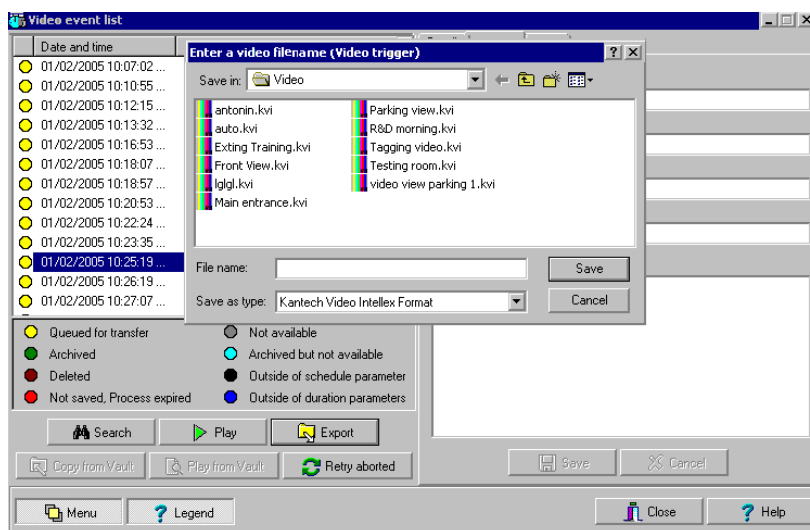 Video event list
Date and time
01/02/2005 10:07:02 ...
01/02/2005 10:10:55 ...
01/02/2005 10:12:15 ...
01/02/2005 10:13:32 ...
01/02/2005 10:16:53 ...
01/02/2005 10:18:07 ...
01/02/2005 10:18:57 ...
01/02/2005 10:20:53 ...
01/02/2005 10:22:24 ...
01/02/2005 10:23:35 ...
01/02/2005 10:25:19 ...
01/02/2005 10:26:19 ...
01/02/2005 10:27:07 ...
Enter a video filename (Video trigger)
Save in: Video
antonin.kvi
auto.kvi
Exting Training.kvi
Front View.kvi
lglgl.kvi
Main entrance.kvi
Parking view.kvi
R&D morning.kvi
Tagging video.kvi
Testing room.kvi
video view parking 1.kvi
File name:
Save
Save as type: Kantech Video Intellex Format
Cancel
Queued for transfer
Not available
Archived
Archived but not available
Deleted
Outside of schedule parameter
Not saved, Process expired
Outside of duration parameters
Search
Play
Export
Copy from Vault
Play from Vault
Retry aborted
Save
Cancel
Menu
Legend
Close
Help